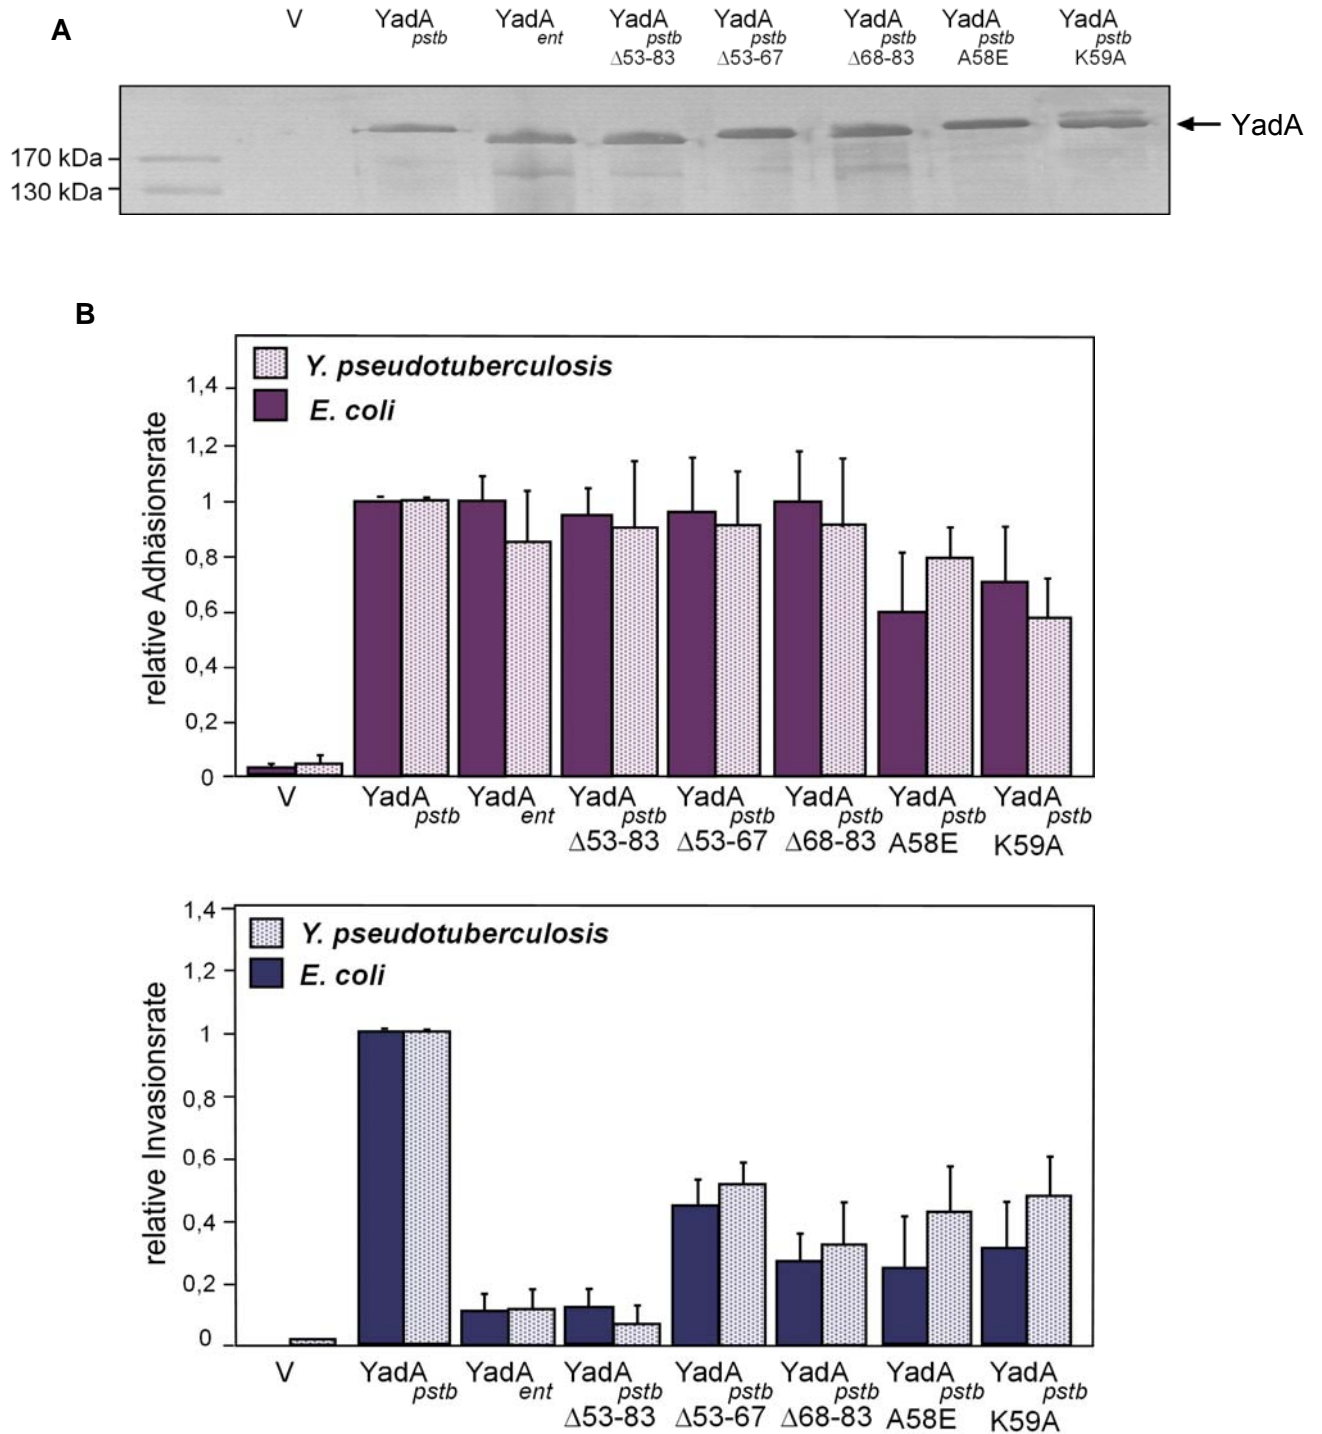 A
V YadA YadA YadA YadA YadA YadA YadA
pstb ent pstb pstb pstb pstb pstb
Δ53-83 Δ53-67 Δ68-83 A58E K59A
YadA
170 kDa
130 kDa
B
Y. pseudotuberculosis
E. coli
relative Adhäsionsrate
1,4
1,2
1
0,8
0,6
0,4
0,2
0
V YadA YadA YadA YadA YadA YadA YadA
pstb ent pstb pstb pstb pstb pstb
Δ53-83 Δ53-67 Δ68-83 A58E K59A
Y. pseudotuberculosis
E. coli
relative Invasionsrate
1,4
1,2
1
0,8
0,6
0,4
0,2
0
V YadA YadA YadA YadA YadA YadA YadA
pstb ent pstb pstb pstb pstb pstb
Δ53-83 Δ53-67 Δ68-83 A58E K59A